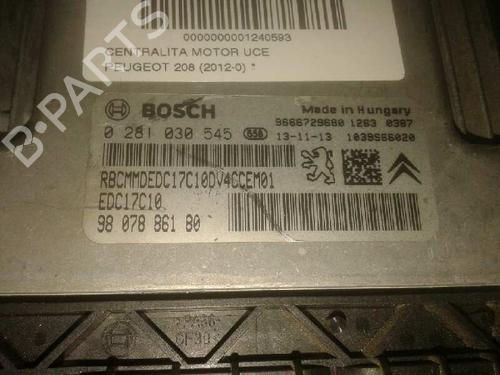 0000000001240593
CENTRALITA MOTOR UCE
PEUGEOT 208 (2012-0) *
B-PARTS
BOSCH
Made in Hungary
9666729680 1263 0387
0 281 030 545
13-11-13 1039S66020
RBCMMDEDC17C10DV4CCEM01
EDC17C10
98 078 861 80